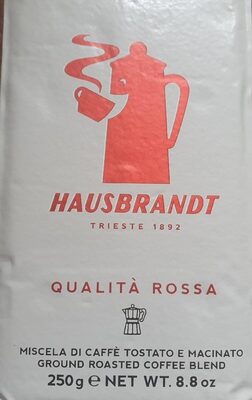 HAUSBRANDT
TRIESTE 1892
QUALITÀ ROSSA
MISCELA DI CAFFÈ TOSTATO E MACINATO
GROUND ROASTED COFFEE BLEND
250 g e NET WT. 8.8 oz